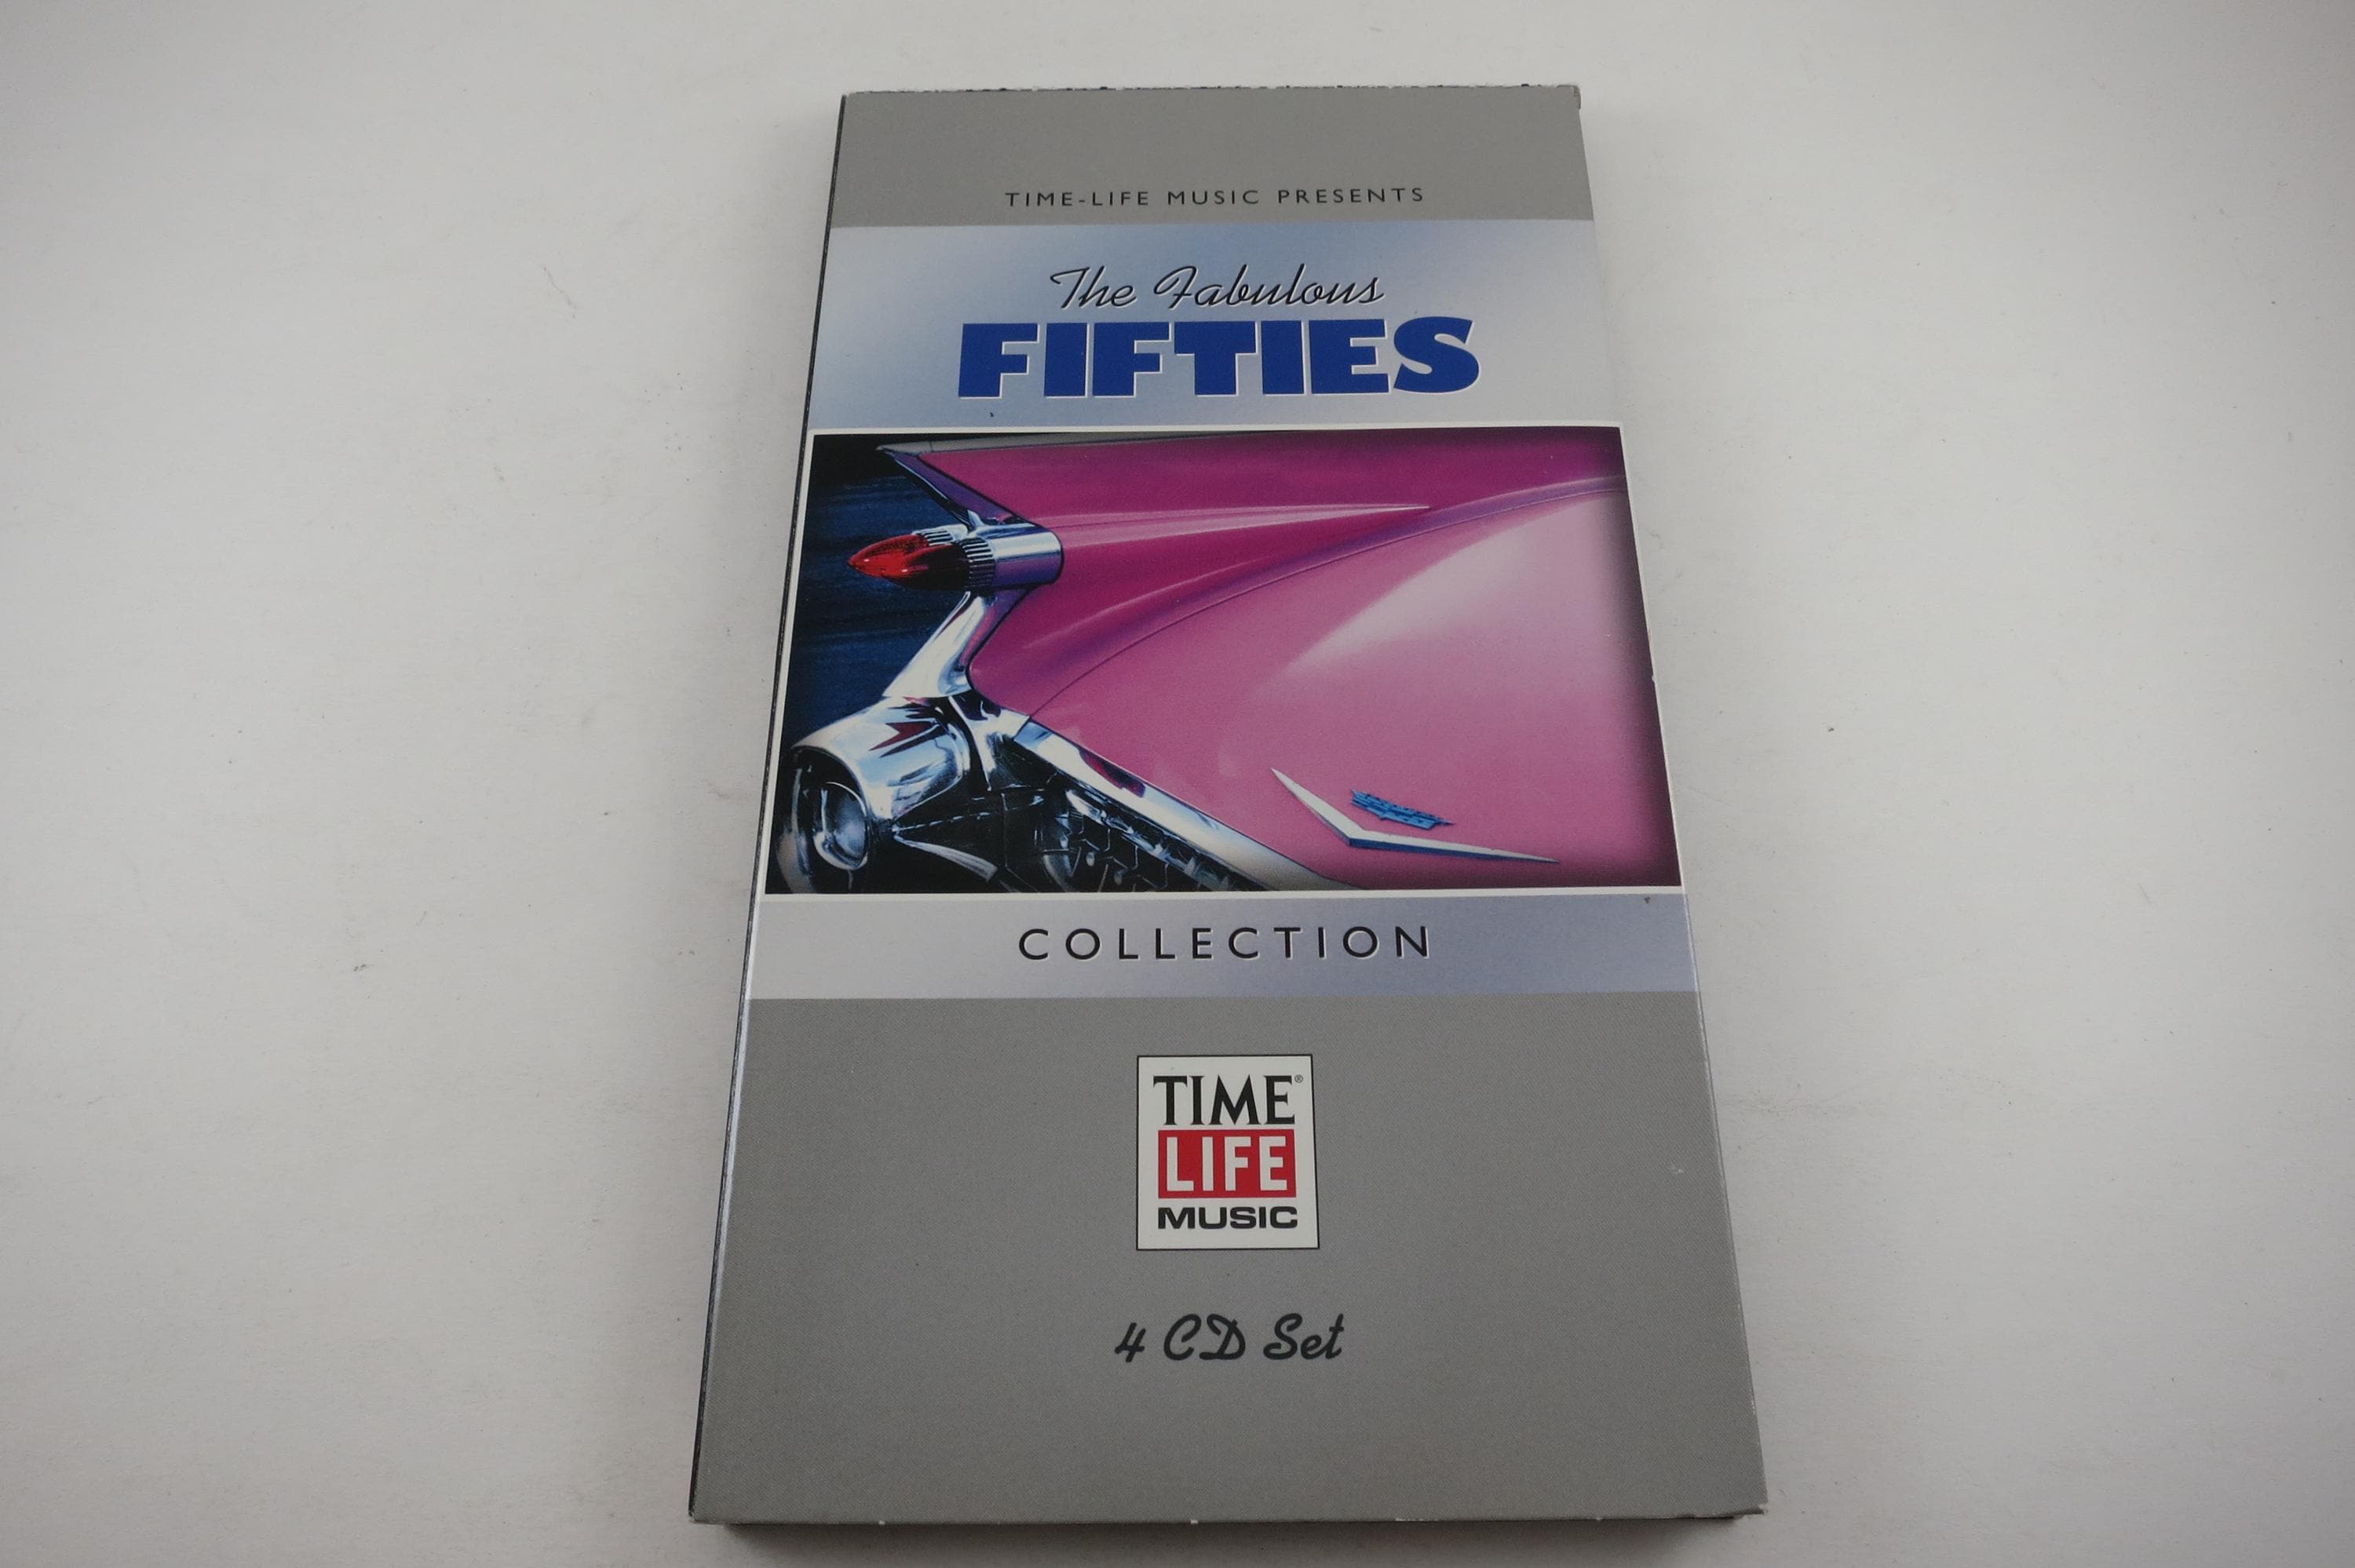 TIME-LIFE MUSIC PRESENTS
The Fabulous
FIFTIES
COLLECTION
TIME®
LIFE
MUSIC
4 CD Set